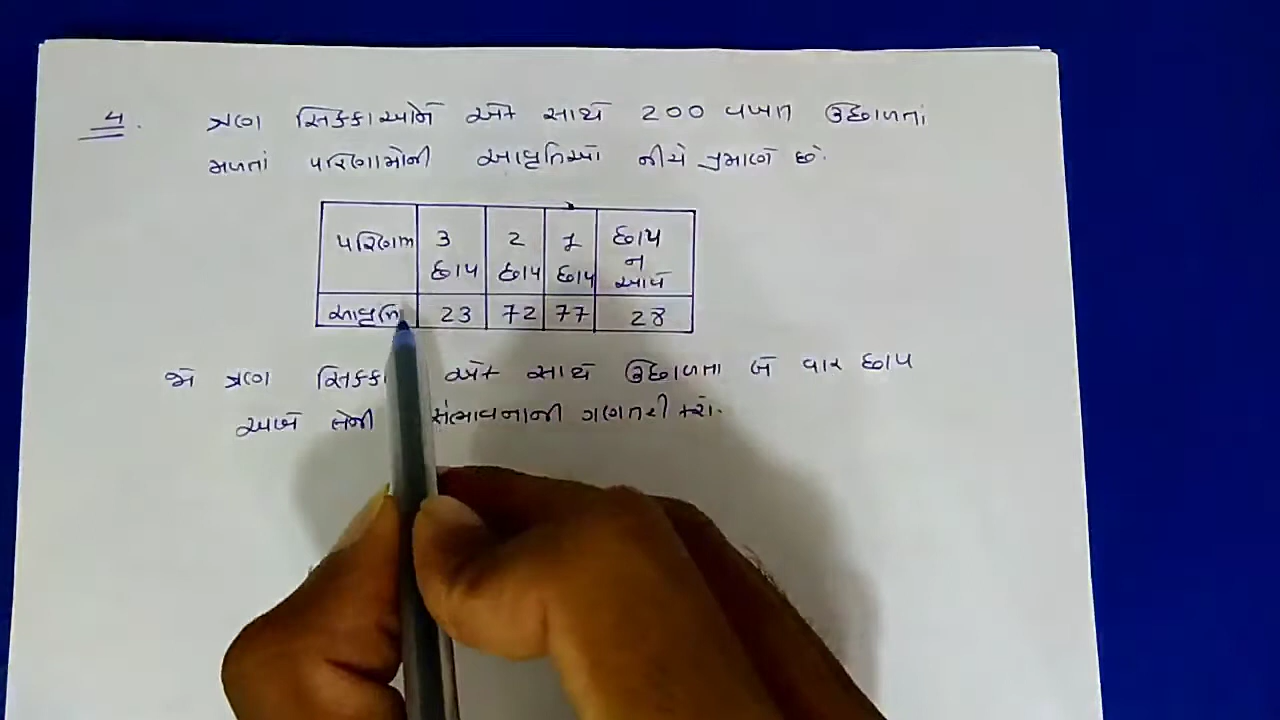 4. ત્રણ સિક્કાઓને એક સાથે 200 વખત ઉછાળતાં
મળતાં પરિણામોની આવૃત્તિઓ નીચે પ્રમાણે છે.
પરિણામ 3 છાપ 2 છાપ 1 છાપ છાપ ન આવે
આવૃત્તિ 23 72 77 28
જો ત્રણ સિક્કા એક સાથે ઉછાળતા બે વાર છાપ
આવે તેની સંભાવનાની ગણતરી કરો.